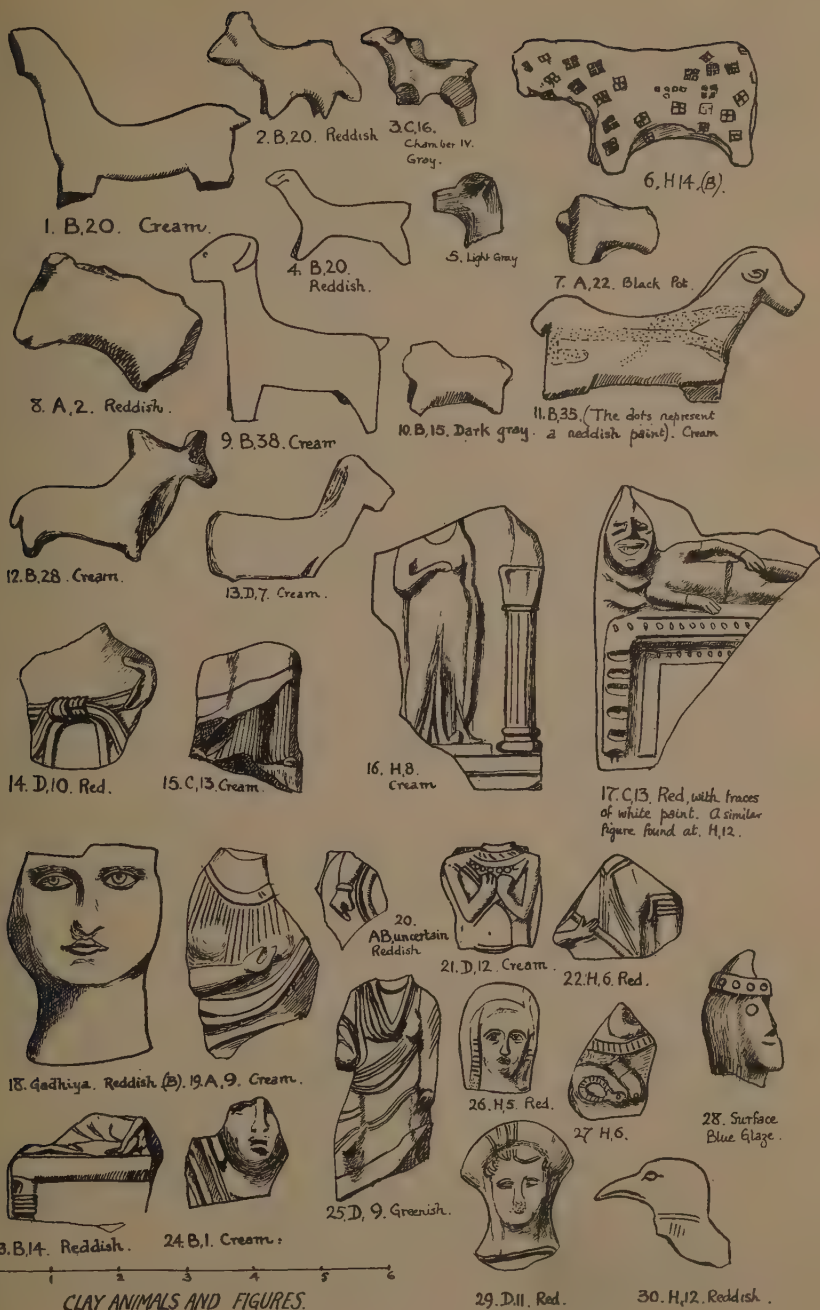 1. B,20. Cream.
2. B,20. Reddish
3. C,16.
Chamber IV.
Gray.
4. B,20.
Reddish.
5. Light Gray
6. H14.(B).
7. A,22. Black Pot.
8. A,2. Reddish.
9. B,38. Cream
10. B,15. Dark gray.
11. B,35. (The dots represent
a reddish paint). Cream
12. B,28. Cream.
13. D,7. Cream.
14. D,10. Red.
15. C,13. Cream.
16. H,8.
Cream
17. C,13. Red, with traces
of white paint. A similar
figure found at H,12.
18. Gadhiya. Reddish (B).
19. A,9. Cream.
20.
AB, uncertain
Reddish
21. D,12. Cream.
22. H,6. Red.
3. B,14. Reddish.
24. B,1. Cream.
25. D, 9. Greenish.
26. H,5. Red.
27 H,6.
28. Surface
Blue Glaze.
29. D.11. Red.
30. H,12. Reddish.
1 2 3 4 5 6
CLAY ANIMALS AND FIGURES.